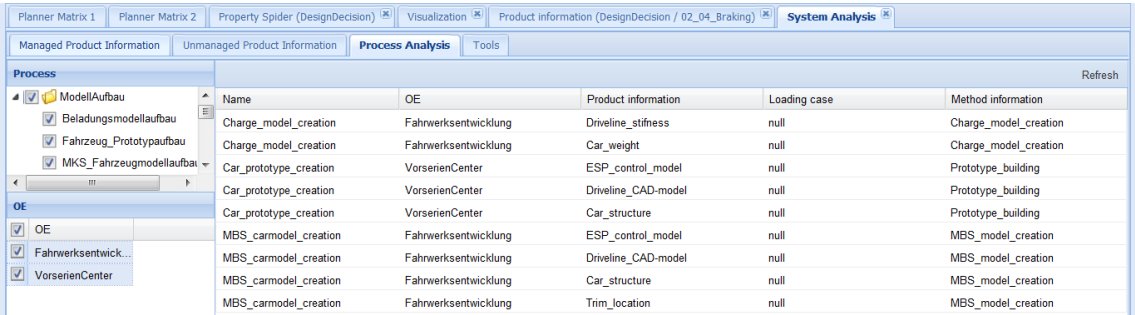 Planner Matrix 1 Planner Matrix 2 Property Spider (DesignDecision) Visualization Product information (DesignDecision / 02_04_Braking) System Analysis
Managed Product Information Unmanaged Product Information Process Analysis Tools
Process
Refresh
ModellAufbau
Beladungsmodellaufbau
Fahrzeug_Prototypaufbau
MKS_Fahrzeugmodellaufbau
OE
OE
Fahrwerksentwick...
VorserienCenter
Name OE Product information Loading case Method information
Charge_model_creation Fahrwerksentwicklung Driveline_stifness null Charge_model_creation
Charge_model_creation Fahrwerksentwicklung Car_weight null Charge_model_creation
Car_prototype_creation VorserienCenter ESP_control_model null Prototype_building
Car_prototype_creation VorserienCenter Driveline_CAD-model null Prototype_building
Car_prototype_creation VorserienCenter Car_structure null Prototype_building
MBS_carmodel_creation Fahrwerksentwicklung ESP_control_model null MBS_model_creation
MBS_carmodel_creation Fahrwerksentwicklung Driveline_CAD-model null MBS_model_creation
MBS_carmodel_creation Fahrwerksentwicklung Car_structure null MBS_model_creation
MBS_carmodel_creation Fahrwerksentwicklung Trim_location null MBS_model_creation